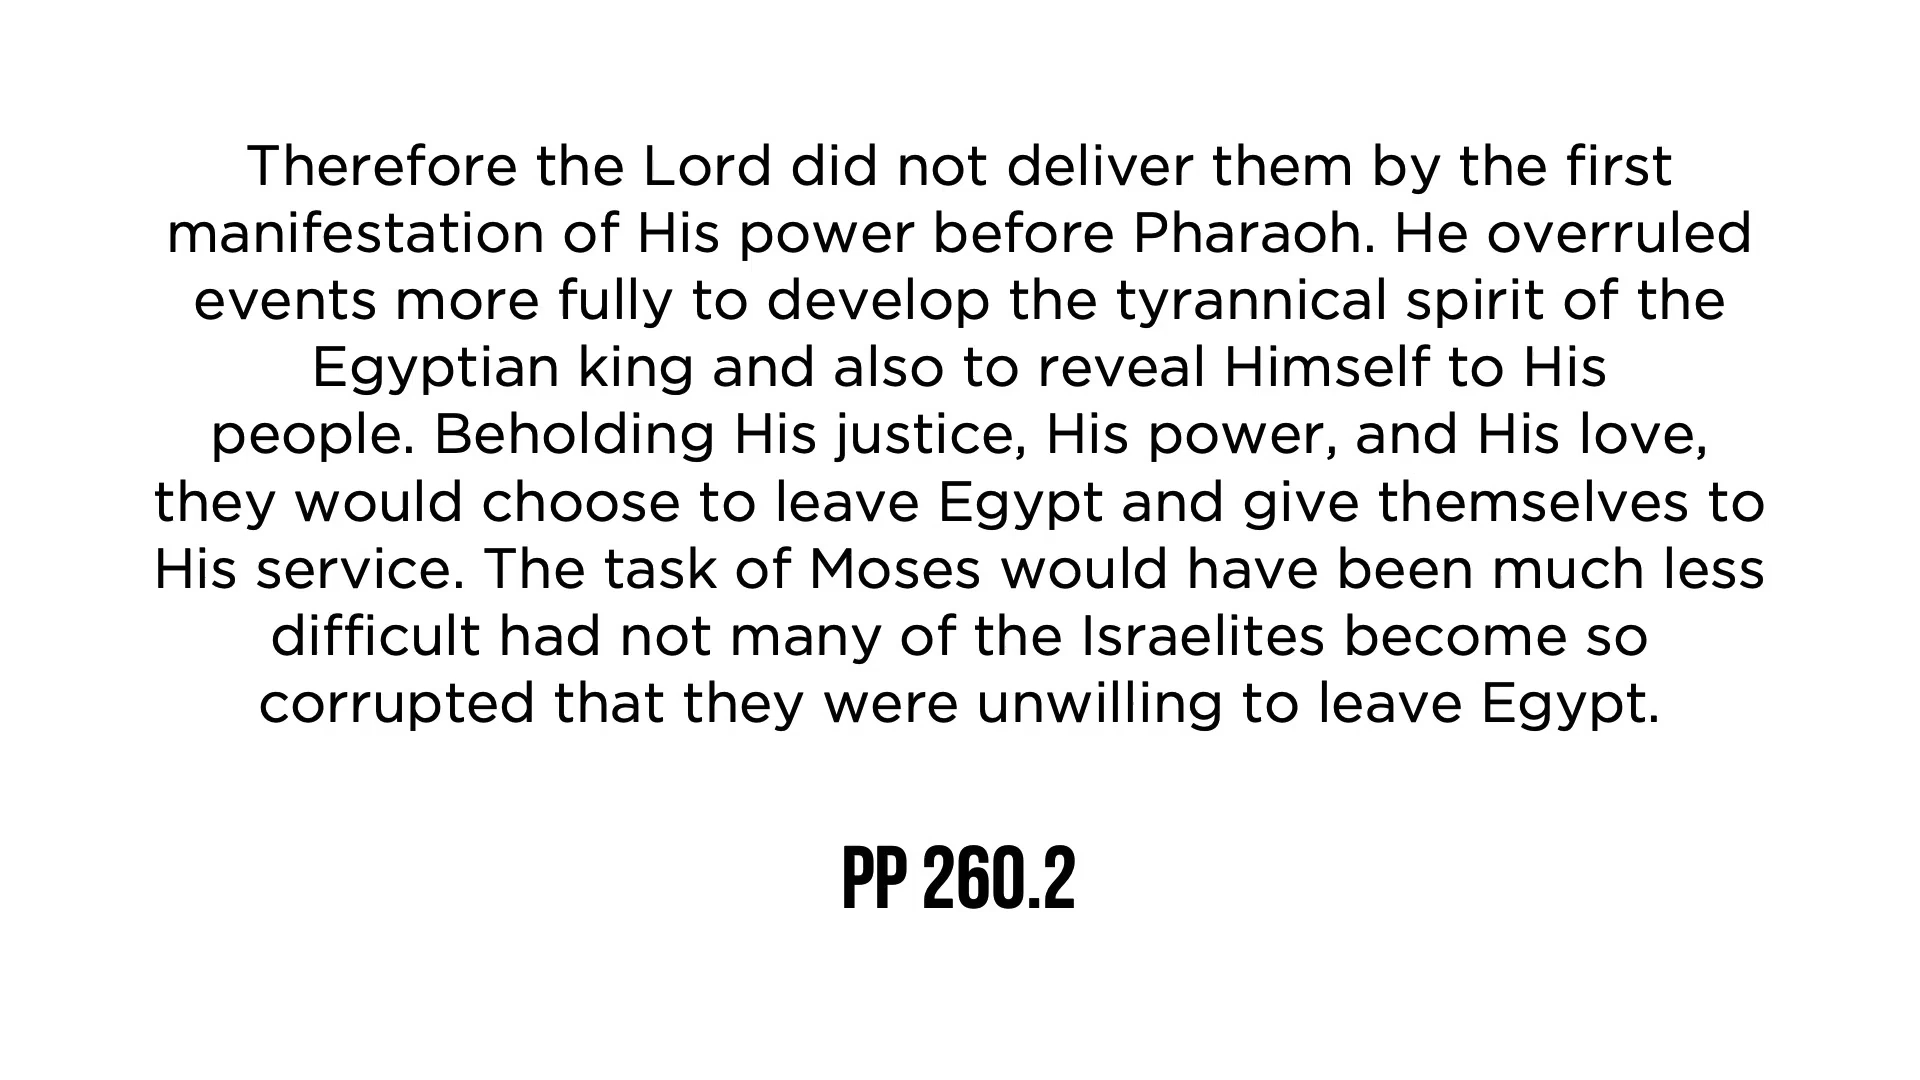 Therefore the Lord did not deliver them by the first
manifestation of His power before Pharaoh. He overruled
events more fully to develop the tyrannical spirit of the
Egyptian king and also to reveal Himself to His
people. Beholding His justice, His power, and His love,
they would choose to leave Egypt and give themselves to
His service. The task of Moses would have been much less
difficult had not many of the Israelites become so
corrupted that they were unwilling to leave Egypt.
PP 260.2